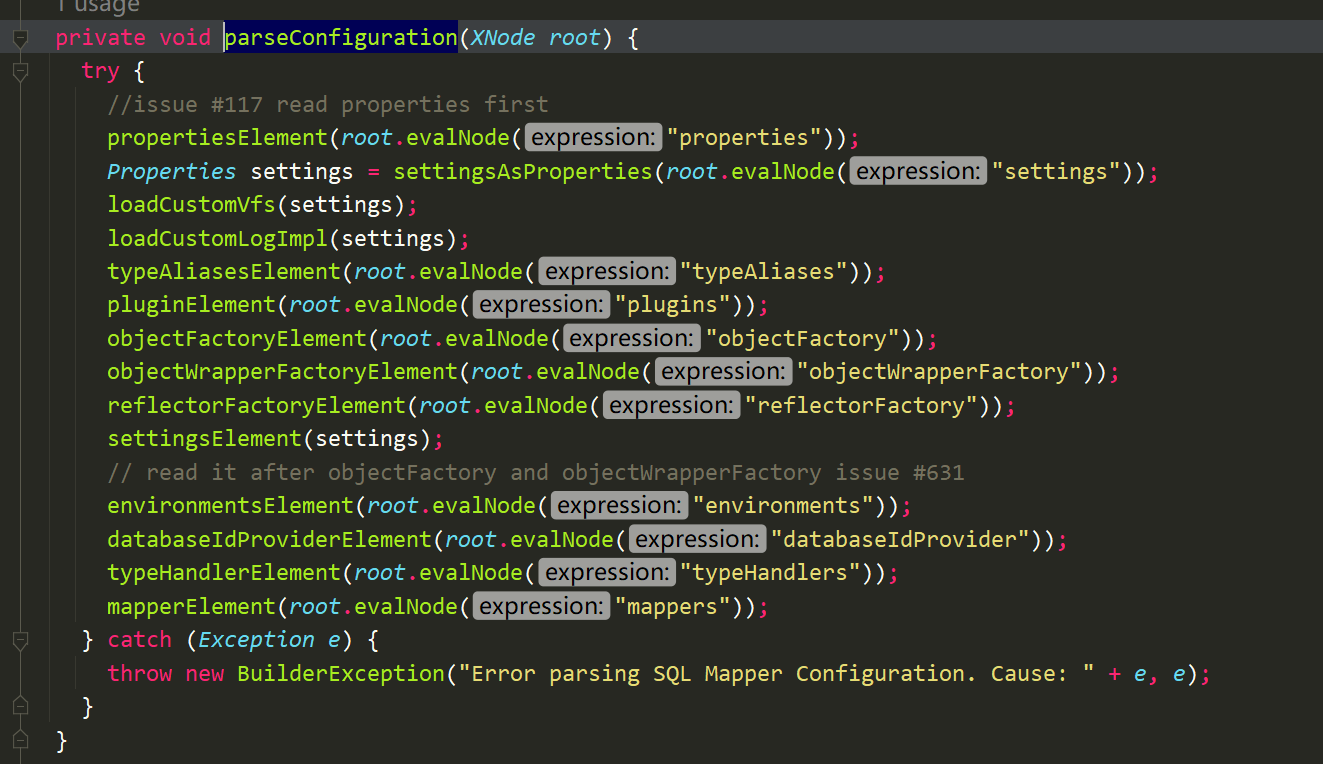 1 usage
private void parseConfiguration(XNode root) {
try {
//issue #117 read properties first
propertiesElement(root.evalNode( expression: "properties"));
Properties settings = settingsAsProperties(root.evalNode( expression: "settings"));
loadCustomVfs(settings);
loadCustomLogImpl(settings);
typeAliasesElement(root.evalNode( expression: "typeAliases"));
pluginElement(root.evalNode( expression: "plugins"));
objectFactoryElement(root.evalNode( expression: "objectFactory"));
objectWrapperFactoryElement(root.evalNode( expression: "objectWrapperFactory"));
reflectorFactoryElement(root.evalNode( expression: "reflectorFactory"));
settingsElement(settings);
// read it after objectFactory and objectWrapperFactory issue #631
environmentsElement(root.evalNode( expression: "environments"));
databaseIdProviderElement(root.evalNode( expression: "databaseIdProvider"));
typeHandlerElement(root.evalNode( expression: "typeHandlers"));
mapperElement(root.evalNode( expression: "mappers"));
} catch (Exception e) {
throw new BuilderException("Error parsing SQL Mapper Configuration. Cause: " + e, e);
}
}